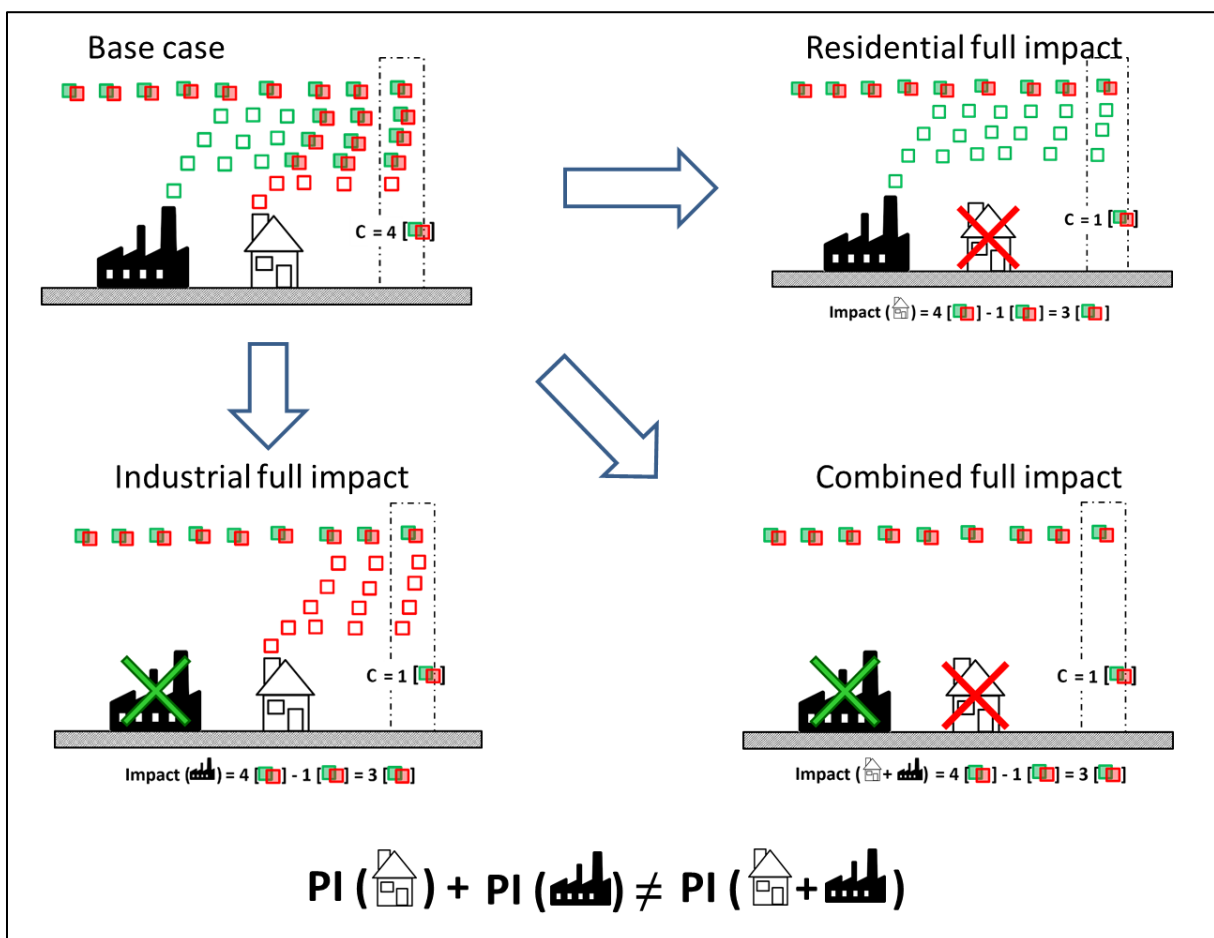 Base case
Residential full impact
C = 4 [ ]
C = 1 [ ]
Impact ( ) = 4 [ ] - 1 [ ] = 3 [ ]
Industrial full impact
Combined full impact
C = 1 [ ]
C = 1 [ ]
Impact ( ) = 4 [ ] - 1 [ ] = 3 [ ]
Impact ( + ) = 4 [ ] - 1 [ ] = 3 [ ]
PI ( ) + PI ( ) ≠ PI ( + )